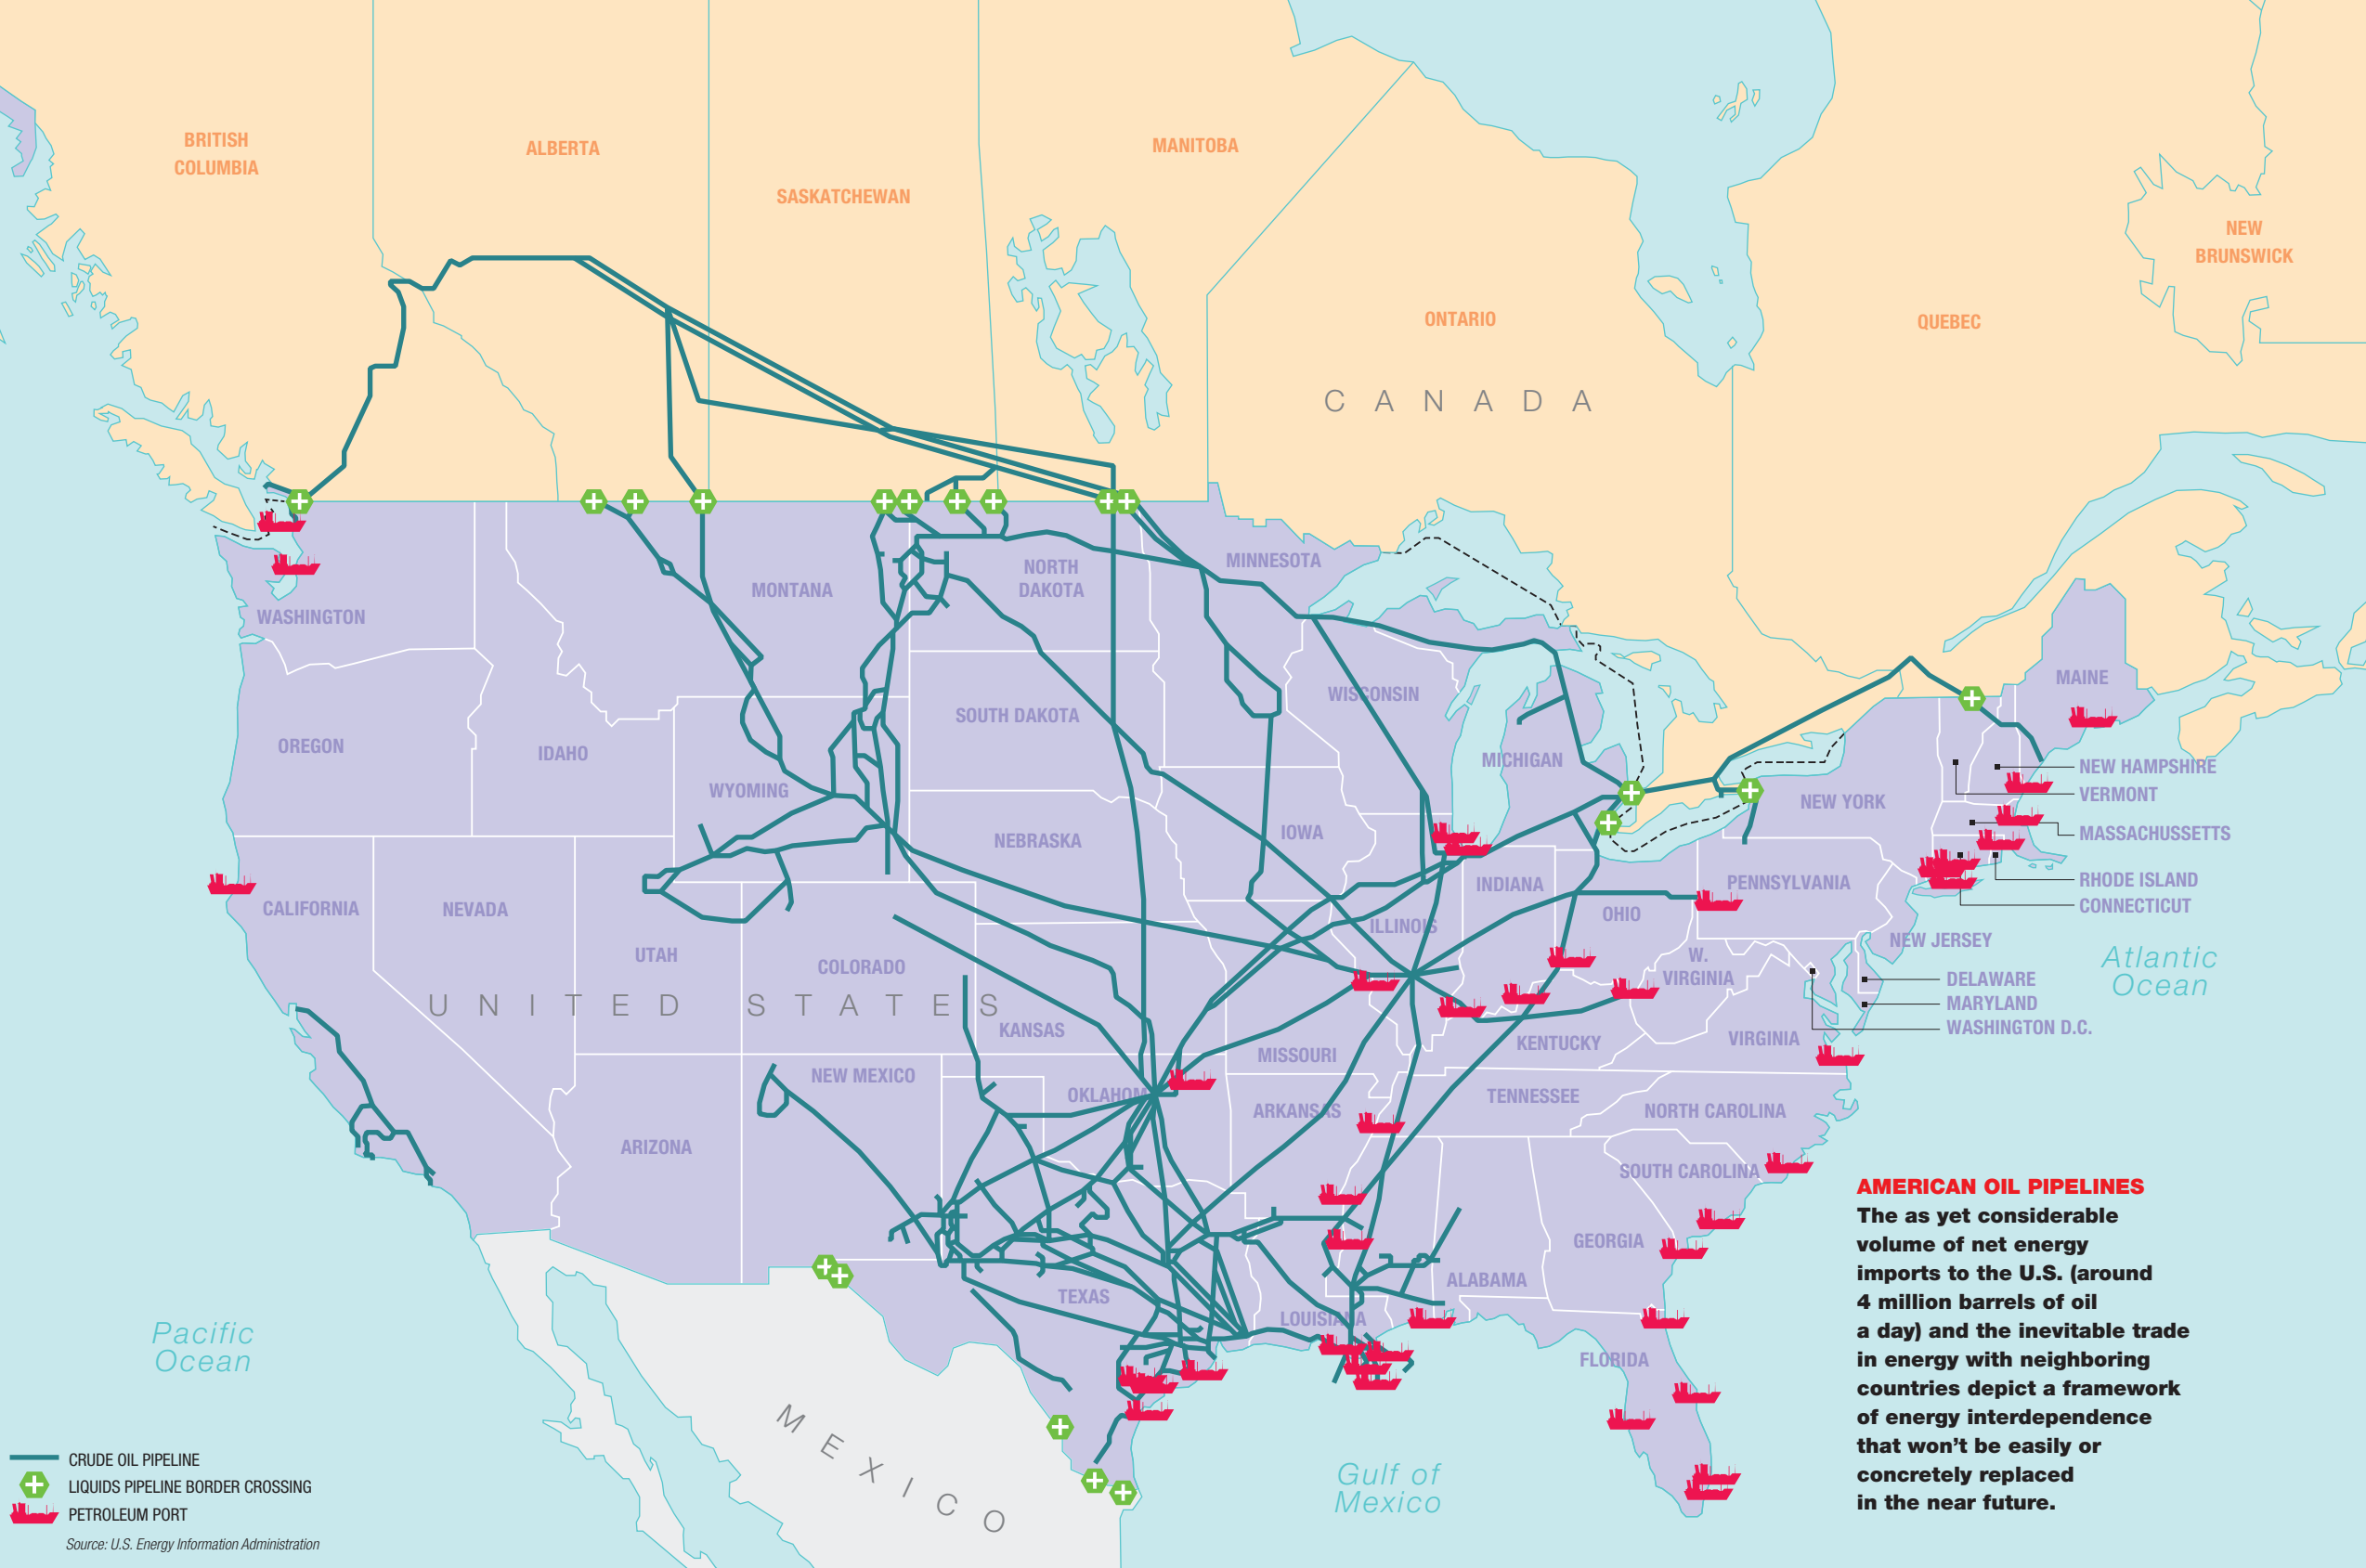 BRITISH
COLUMBIA
ALBERTA
SASKATCHEWAN
MANITOBA
ONTARIO
QUEBEC
NEW
BRUNSWICK
CANADA
WASHINGTON
MONTANA
NORTH
DAKOTA
MINNESOTA
MAINE
OREGON
IDAHO
SOUTH DAKOTA
WISCONSIN
MICHIGAN
WYOMING
NEBRASKA
IOWA
NEW YORK
NEW HAMPSHIRE
VERMONT
MASSACHUSSETTS
RHODE ISLAND
CONNECTICUT
CALIFORNIA
NEVADA
UTAH
COLORADO
ILLINOIS
INDIANA
OHIO
PENNSYLVANIA
NEW JERSEY
W.
VIRGINIA
DELAWARE
MARYLAND
WASHINGTON D.C.
Atlantic
Ocean
UNITED STATES
KANSAS
MISSOURI
KENTUCKY
VIRGINIA
NEW MEXICO
OKLAHOMA
ARKANSAS
TENNESSEE
NORTH CAROLINA
ARIZONA
SOUTH CAROLINA
GEORGIA
ALABAMA
TEXAS
LOUISIANA
FLORIDA
Pacific
Ocean
MEXICO
Gulf of
Mexico
AMERICAN OIL PIPELINES
The as yet considerable
volume of net energy
imports to the U.S. (around
4 million barrels of oil
a day) and the inevitable trade
in energy with neighboring
countries depict a framework
of energy interdependence
that won't be easily or
concretely replaced
in the near future.
CRUDE OIL PIPELINE
LIQUIDS PIPELINE BORDER CROSSING
PETROLEUM PORT
Source: U.S. Energy Information Administration